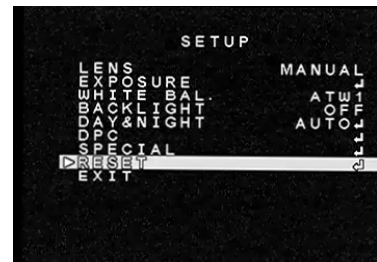 SETUP
LENS MANUAL↵
EXPOSURE ↵
WHITE BAL. ATW1
BACKLIGHT OFF
DAY&NIGHT AUTO↵
DPC ↵
SPECIAL ↵
▷RESET ↵
EXIT